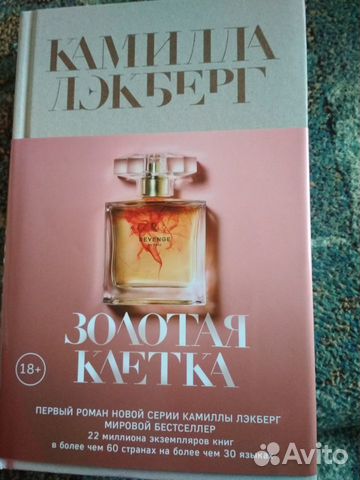 КАМИЛЛА
ЛЭКБЕРГ
REVENGE
ЗОЛОТАЯ
КЛЕТКА
18+
ПЕРВЫЙ РОМАН НОВОЙ СЕРИИ КАМИЛЛЫ ЛЭКБЕРГ
МИРОВОЙ БЕСТСЕЛЛЕР
22 миллиона экземпляров книг
в более чем 60 странах на более чем 30 языках
Avito